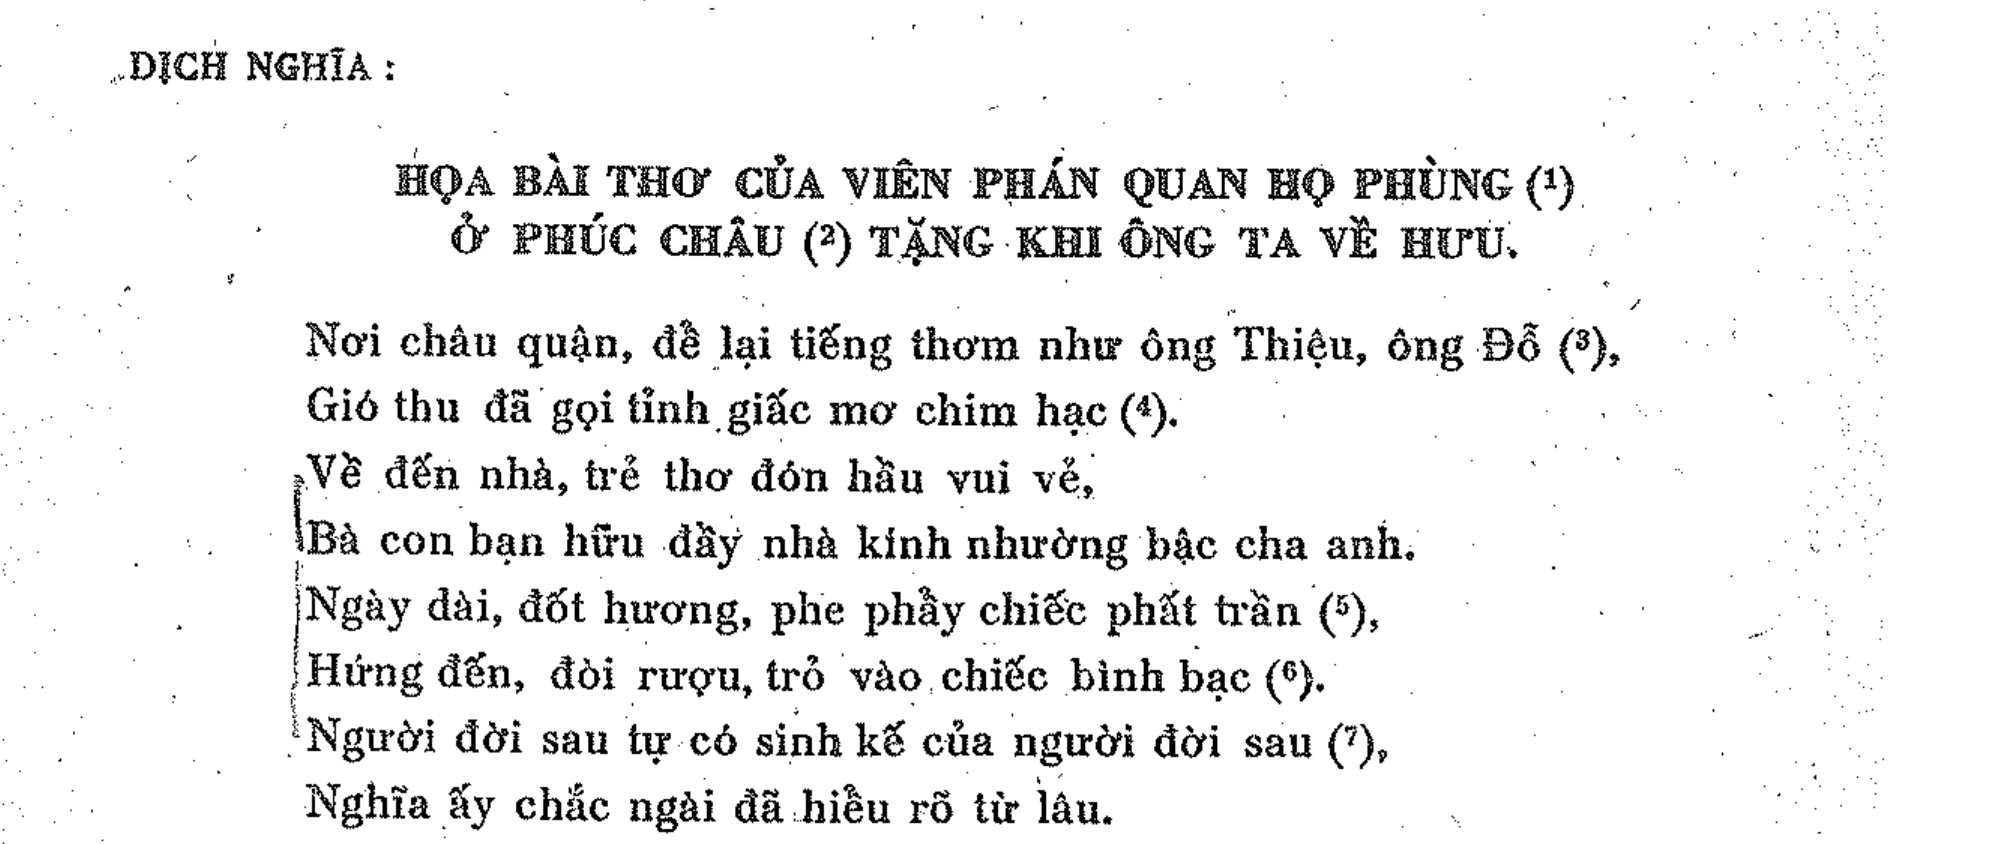 DỊCH NGHĨA :
HỌA BÀI THƠ CỦA VIÊN PHÁN QUAN HỌ PHÙNG (¹)
Ở PHÚC CHÂU (²) TẶNG KHI ÔNG TA VỀ HƯU.
Nơi châu quận, để lại tiếng thơm như ông Thiệu, ông Đỗ (³),
Gió thu đã gọi tỉnh giấc mơ chim hạc (⁴).
Về đến nhà, trẻ thơ đón hầu vui vẻ,
Bà con bạn hữu đầy nhà kính nhường bậc cha anh.
Ngày dài, đốt hương, phe phẩy chiếc phất trần (⁵),
Hứng đến, đòi rượu, trỏ vào chiếc bình bạc (⁶).
Người đời sau tự có sinh kế của người đời sau (⁷),
Nghĩa ấy chắc ngài đã hiểu rõ từ lâu.